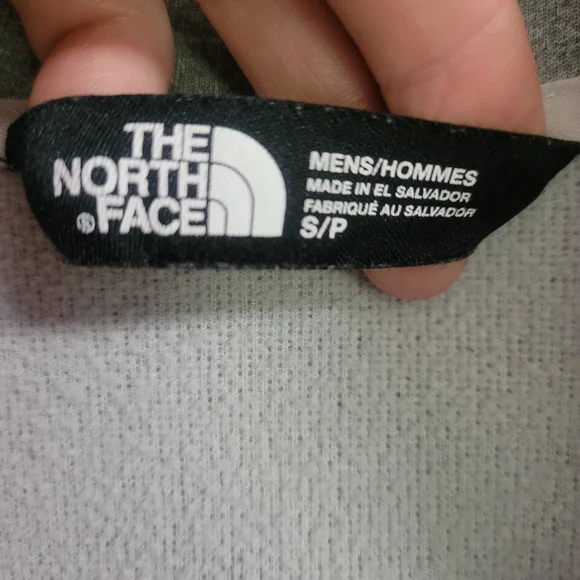 THE
NORTH
® FACE
MENS/HOMMES
MADE IN EL SALVADOR
FABRIQUÉ AU SALVADOR
S/P